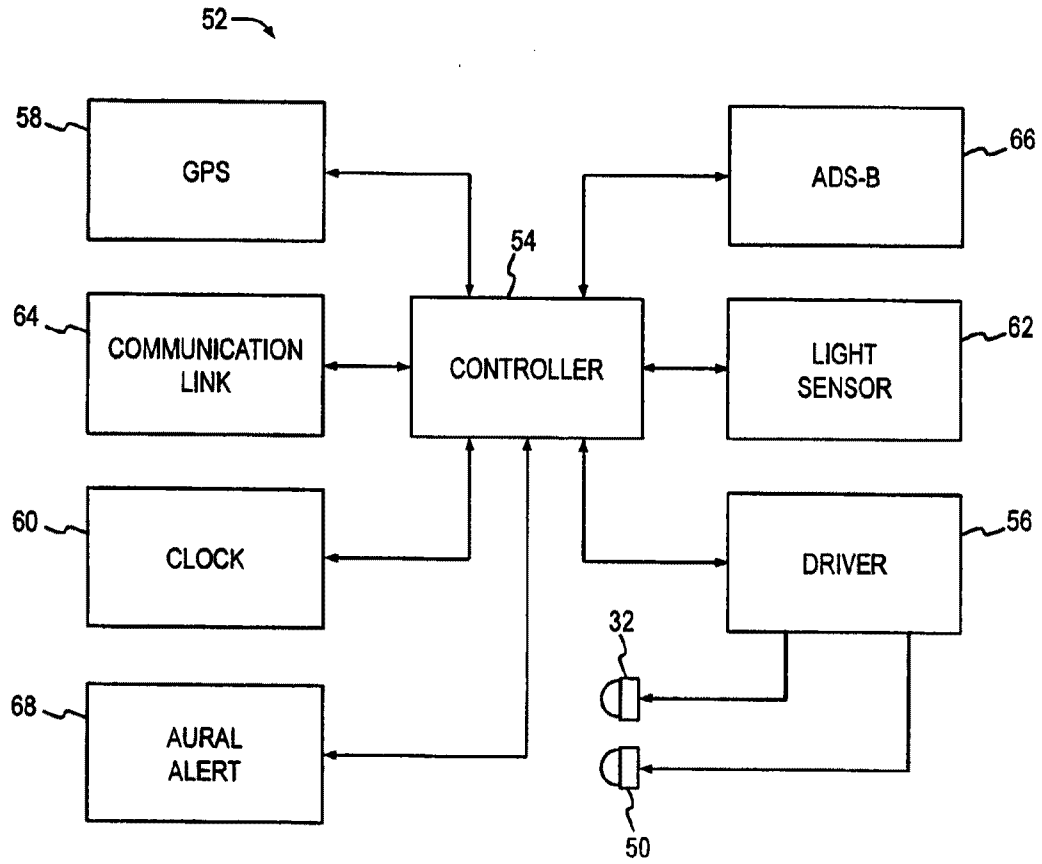 52
58
GPS
66
ADS-B
54
CONTROLLER
64
COMMUNICATION
LINK
62
LIGHT
SENSOR
60
CLOCK
56
DRIVER
32
68
AURAL
ALERT
50